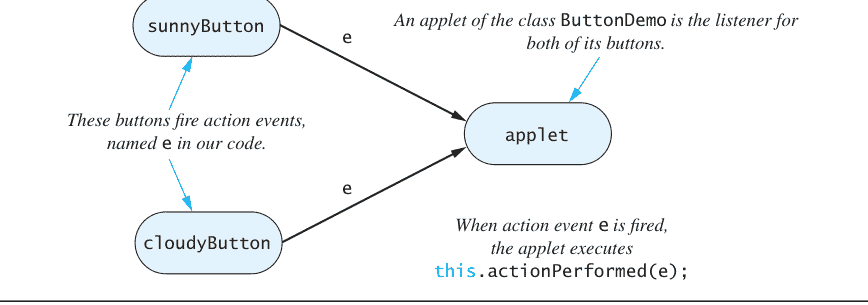 sunnyButton
e
An applet of the class ButtonDemo is the listener for
both of its buttons.
These buttons fire action events,
named e in our code.
applet
e
cloudyButton
When action event e is fired,
the applet executes
this.actionPerformed(e);